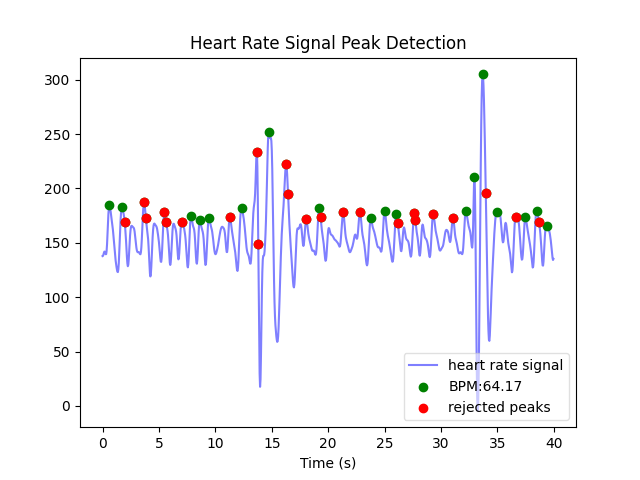 Heart Rate Signal Peak Detection
300
250
200
150
100
50
0
heart rate signal
BPM:64.17
rejected peaks
0 5 10 15 20 25 30 35 40
Time (s)